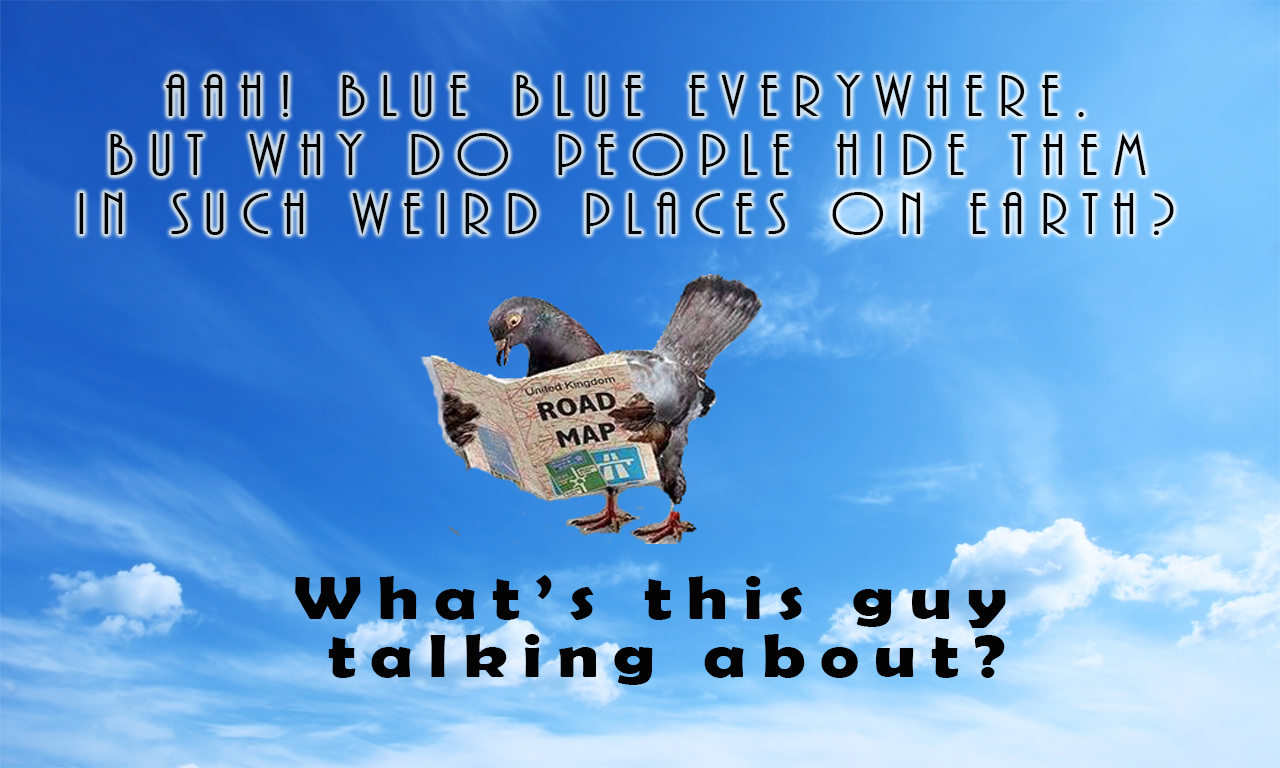 AAH! BLUE BLUE EVERYWHERE.
BUT WHY DO PEOPLE HIDE THEM
IN SUCH WEIRD PLACES ON EARTH?
United Kingdom
ROAD
MAP
What's this guy
talking about?